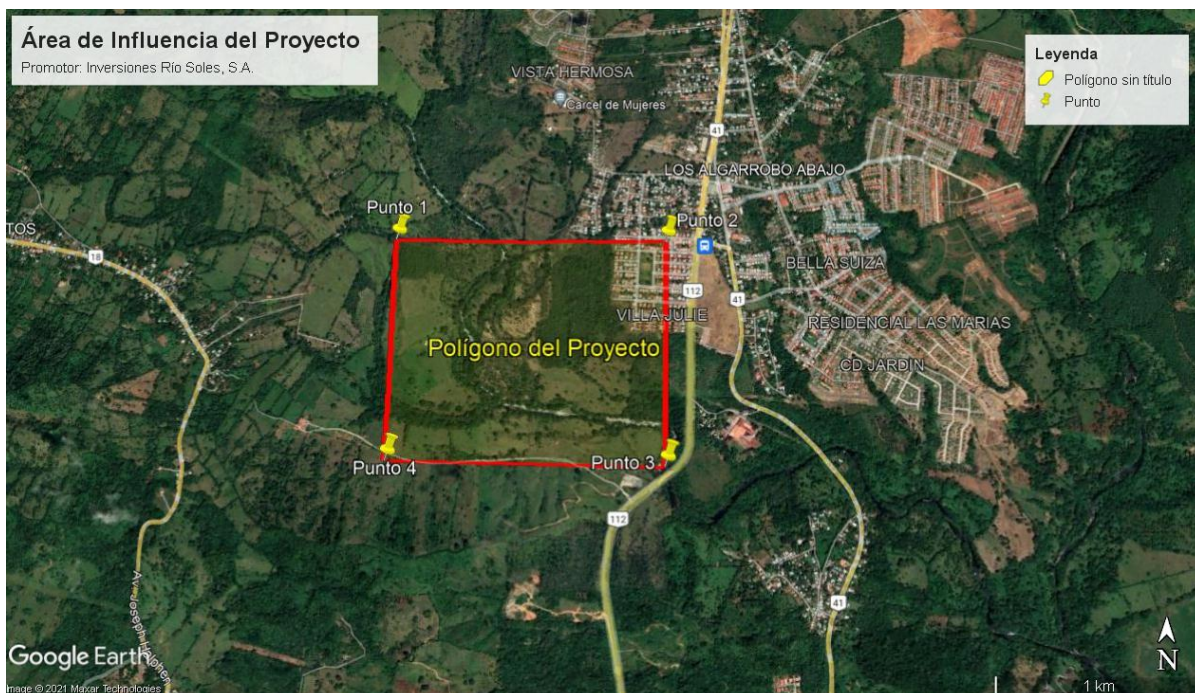 Área de Influencia del Proyecto
Promotor: Inversiones Río Soles, S.A.
Leyenda
Polígono sin título
Punto
VISTA HERMOSA
Carcel de Mujeres
41
LOS ALGARROBO ABAJO
Punto 1
Punto 2
TOS
18
BELLA SUIZA
112
41
VILLA JULIE
RESIDENCIAL LAS MARIAS
Polígono del Proyecto
CD JARDIN
Punto 4
Punto 3
112
41
N
Google Earth
Image © 2021 Maxar Technologies
1 km